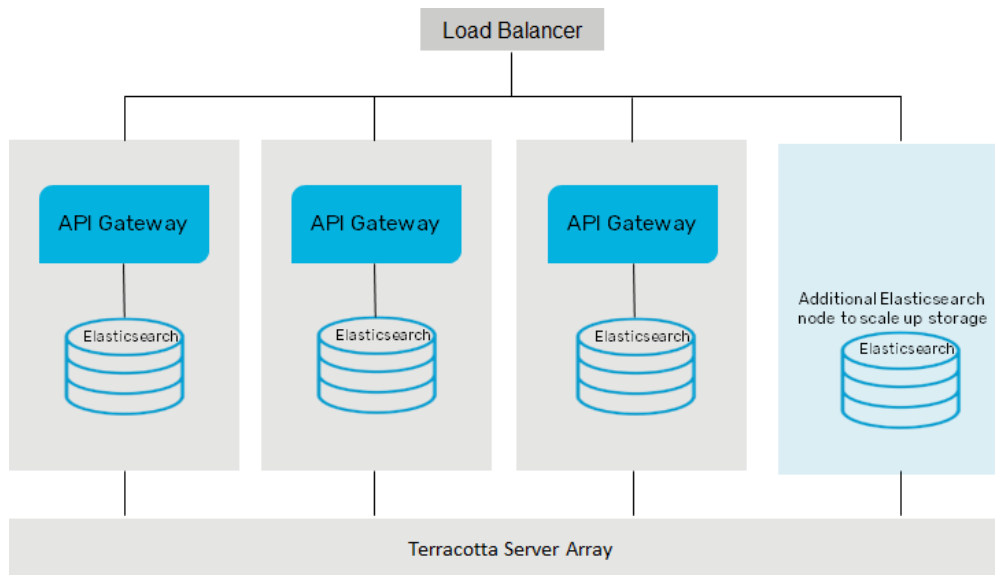 Load Balancer
API Gateway
API Gateway
API Gateway
Elasticsearch
Elasticsearch
Elasticsearch
Additional Elasticsearch
node to scale up storage
Elasticsearch
Terracotta Server Array